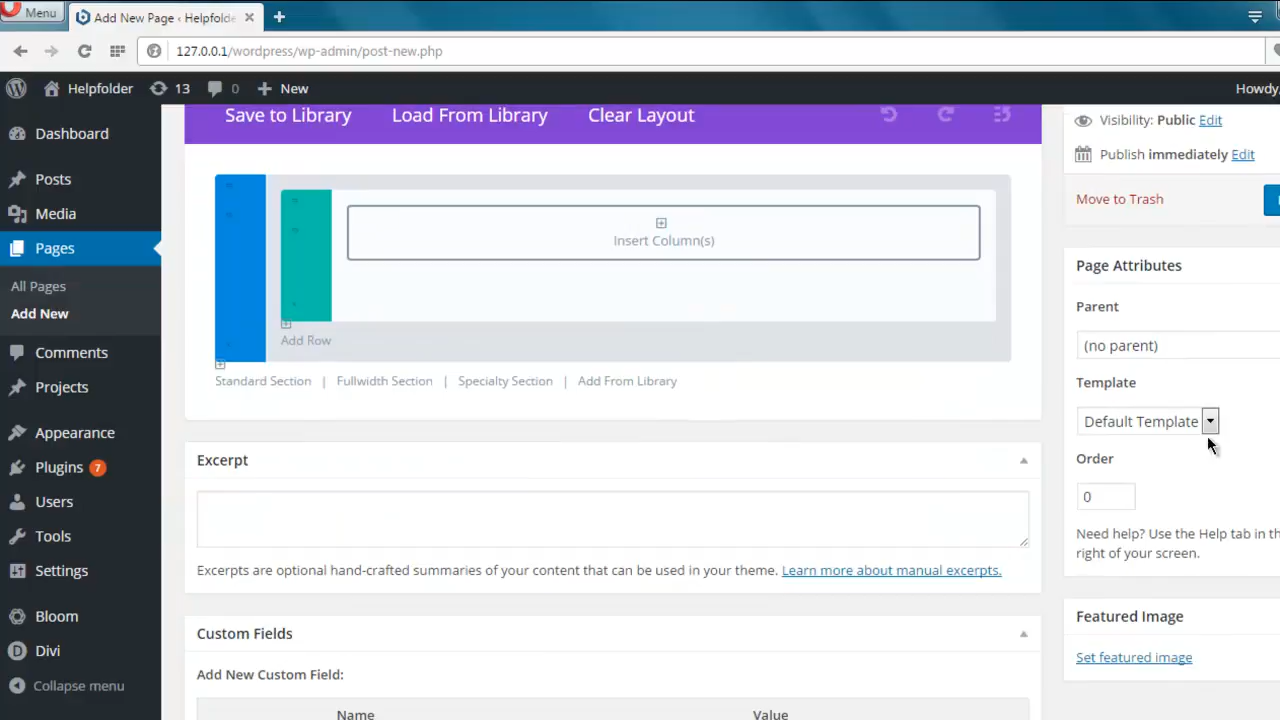 Menu
Add New Page ‹ Helpfolde
127.0.0.1/wordpress/wp-admin/post-new.php
Helpfolder 13 0 New Howdy,
Dashboard
Posts
Media
Pages
All Pages
Add New
Comments
Projects
Appearance
Plugins 7
Users
Tools
Settings
Bloom
Divi
Collapse menu
Save to Library Load From Library Clear Layout
Insert Column(s)
Add Row
Standard Section | Fullwidth Section | Specialty Section | Add From Library
Excerpt
Excerpts are optional hand-crafted summaries of your content that can be used in your theme. Learn more about manual excerpts.
Custom Fields
Add New Custom Field:
Name Value
Visibility: Public Edit
Publish immediately Edit
Move to Trash
Page Attributes
Parent
(no parent)
Template
Default Template
Order
0
Need help? Use the Help tab in th
right of your screen.
Featured Image
Set featured image